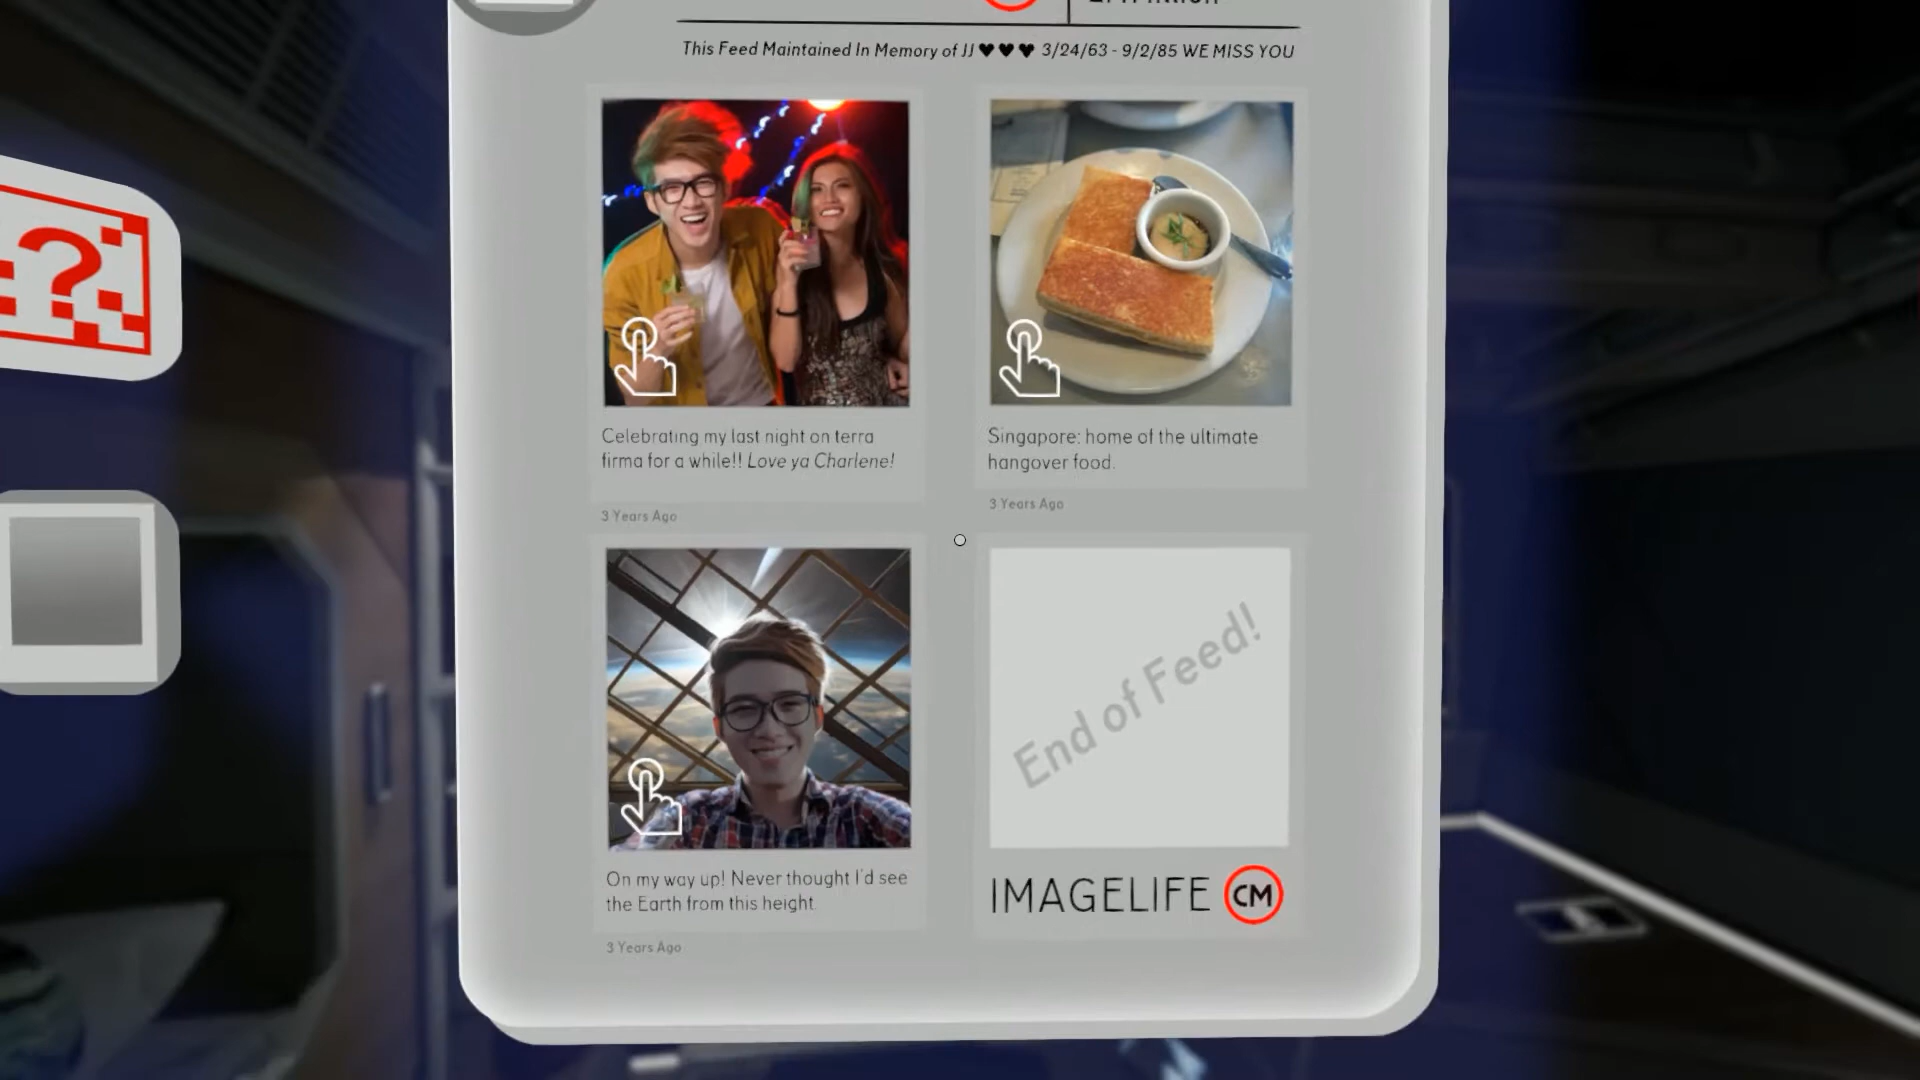 This Feed Maintained In Memory of JJ ♥♥♥ 3/24/63 - 9/2/85 WE MISS YOU
Celebrating my last night on terra
firma for a while!! Love ya Charlene!
3 Years Ago
Singapore: home of the ultimate
hangover food.
3 Years Ago
On my way up! Never thought I'd see
the Earth from this height.
3 Years Ago
End of Feed!
IMAGELIFE CM
?